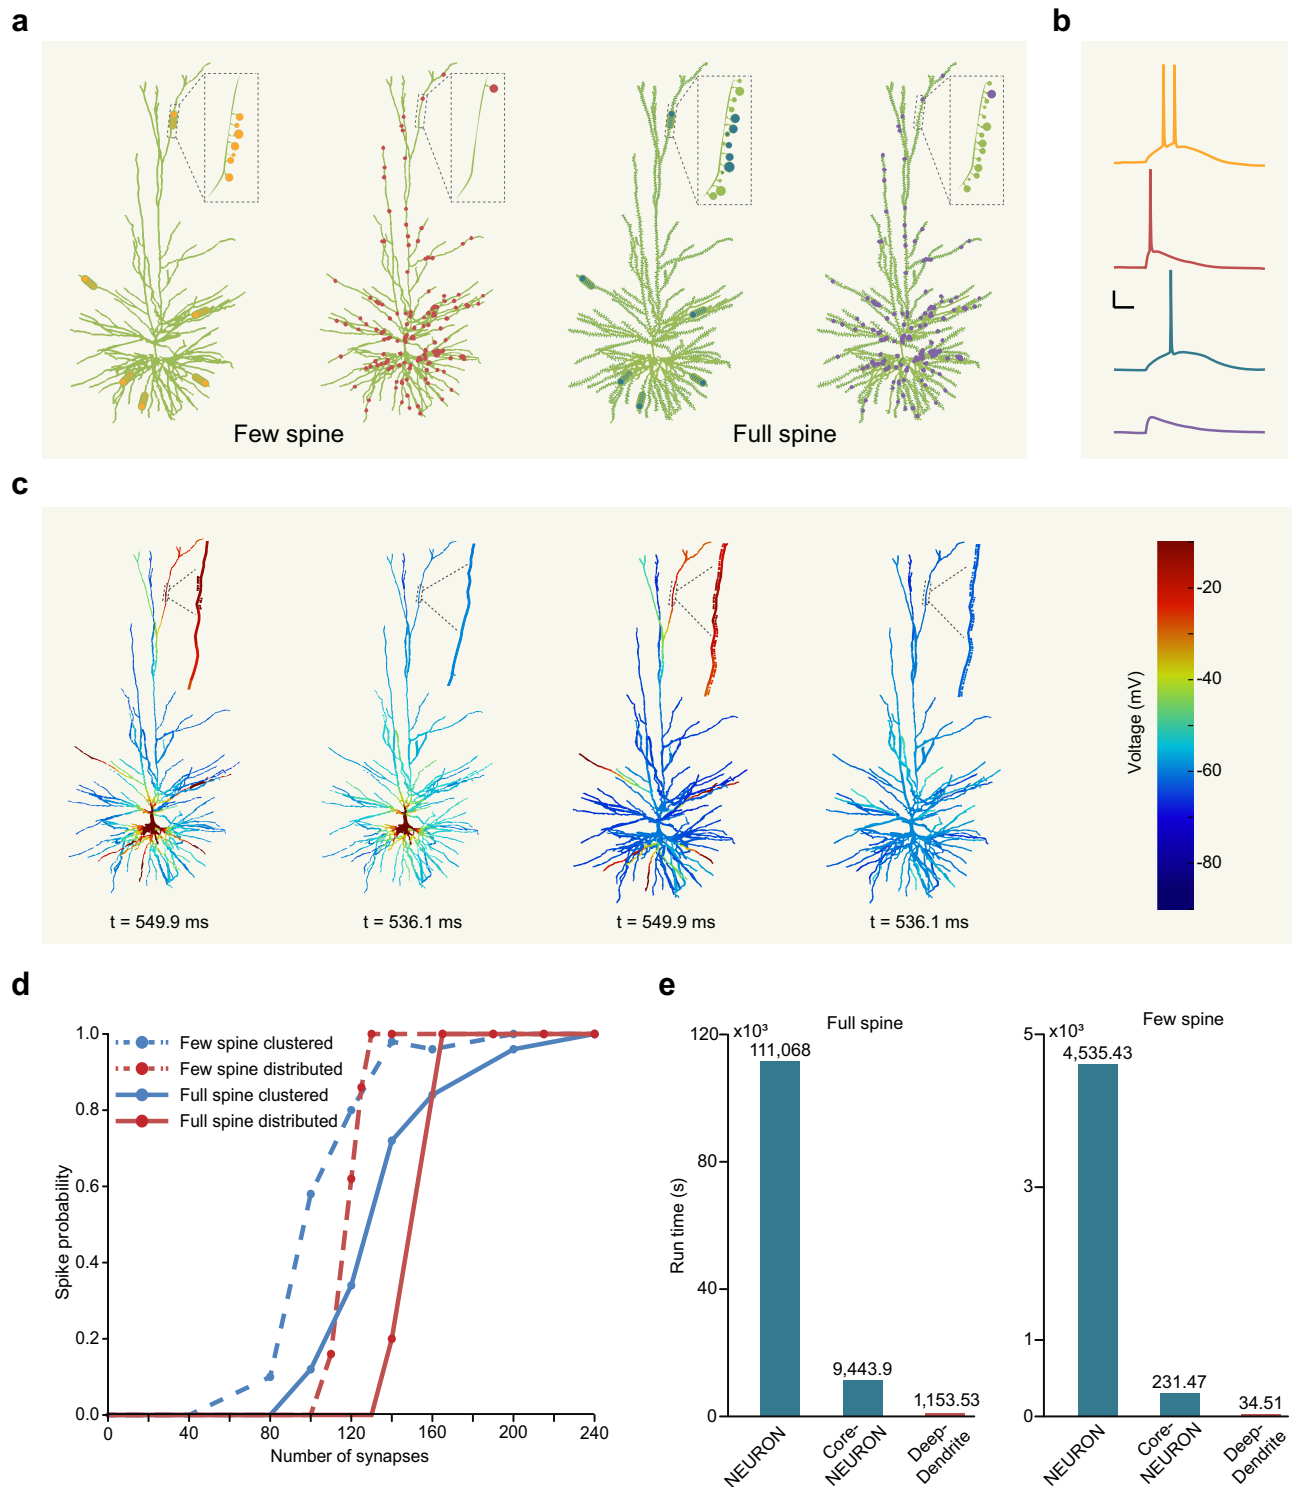 a
b
Few spine
Full spine
c
t = 549.9 ms
t = 536.1 ms
t = 549.9 ms
t = 536.1 ms
Voltage (mV)
-20
-40
-60
-80
d
Spike probability
1.0
0.8
0.6
0.4
0.2
0.0
Few spine clustered
Few spine distributed
Full spine clustered
Full spine distributed
0
40
80
120
160
200
240
Number of synapses
e
Full spine
Run time (s)
x10³
120
80
40
0
111,068
9,443.9
1,153.53
NEURON
Core-
NEURON
Deep-
Dendrite
Few spine
x10³
5
3
1
0
4,535.43
231.47
34.51
NEURON
Core-
NEURON
Deep-
Dendrite